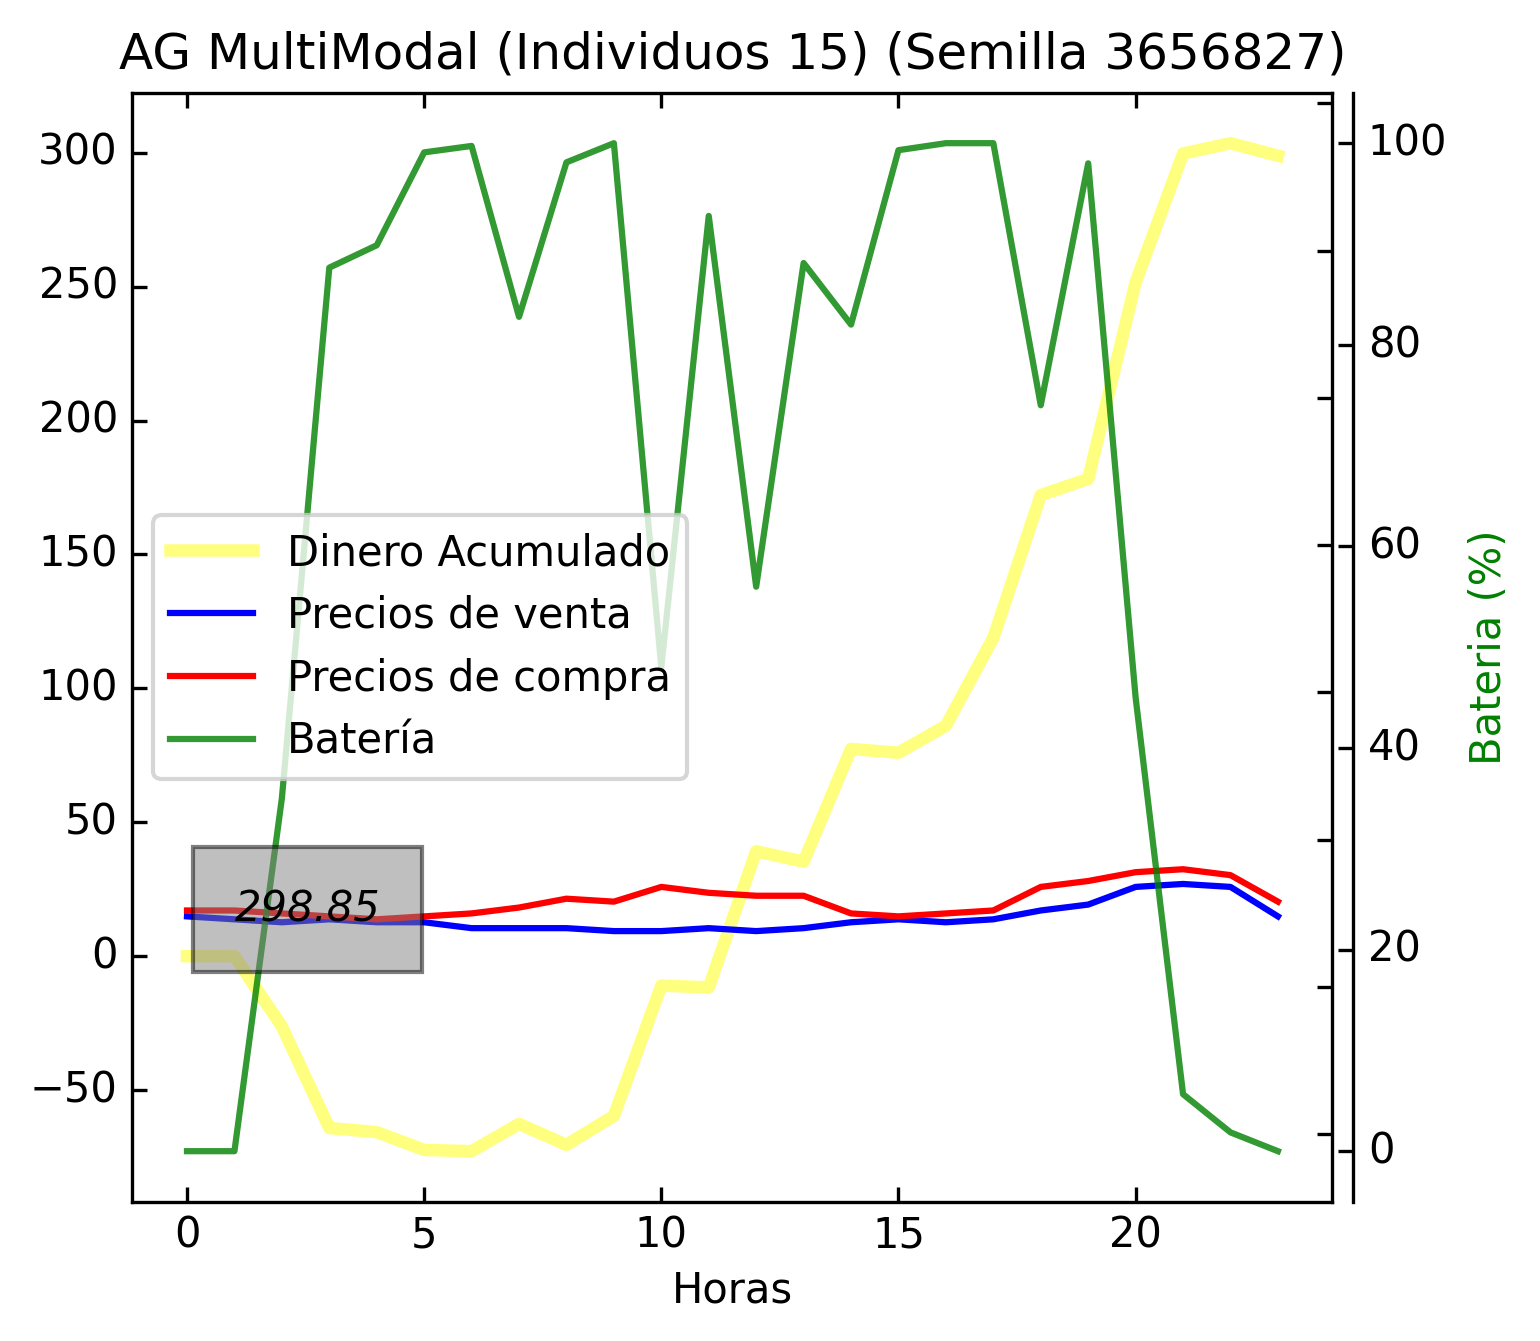 AG MultiModal (Individuos 15) (Semilla 3656827)
300
250
200
150
100
50
0
−50
Dinero Acumulado
Precios de venta
Precios de compra
Batería
298.85
0
5
10
15
20
Horas
100
80
60
40
20
0
Bateria (%)